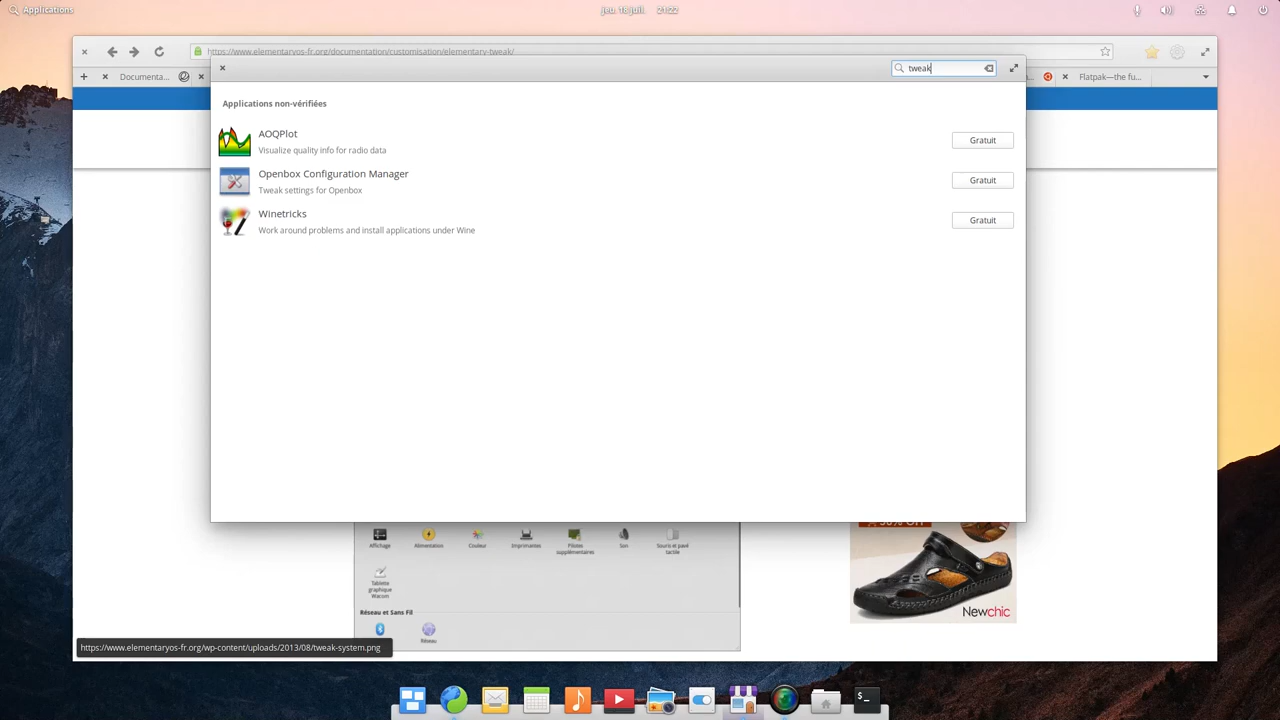 Applications
jeu. 18 juil. 21:22
https://www.elementaryos-fr.org/documentation/customisation/elementary-tweak/
tweak
Documenta...
Flatpak—the fu...
Applications non-vérifiées
AOQPlot
Visualize quality info for radio data
Gratuit
Openbox Configuration Manager
Tweak settings for Openbox
Gratuit
Winetricks
Work around problems and install applications under Wine
Gratuit
50% OFF
Affichage
Alimentation
Couleur
Imprimantes
Pilotes supplémentaires
Son
Souris et pavé tactile
Tablette graphique Wacom
Réseau et Sans Fil
Réseau
Newchic
https://www.elementaryos-fr.org/wp-content/uploads/2013/08/tweak-system.png